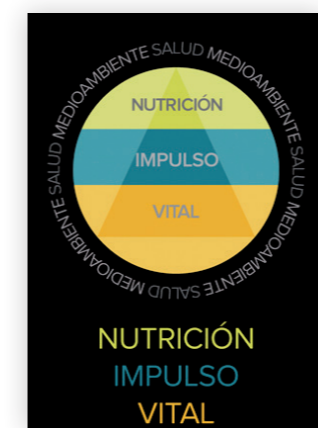 MEDIOAMBIENTE SALUD MEDIOAMBIENTE SALUD MEDIOAMBIENTE SALUD MEDIOAMBIENTE SALUD
NUTRICIÓN
IMPULSO
VITAL
NUTRICIÓN
IMPULSO
VITAL